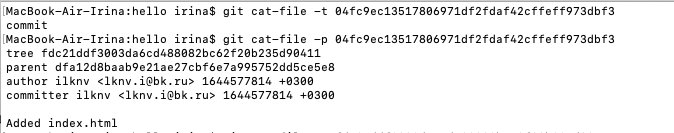 MacBook-Air-Irina:hello irina$ git cat-file -t 04fc9ec13517806971df2fdaf42cffeff973dbf3
commit
MacBook-Air-Irina:hello irina$ git cat-file -p 04fc9ec13517806971df2fdaf42cffeff973dbf3
tree fdc21ddf3003da6cd488082bc62f20b235d90411
parent dfa12d8baab9e21ae27cbf6e7a995752dd5ce5e8
author ilknv <lknv.i@bk.ru> 1644577814 +0300
committer ilknv <lknv.i@bk.ru> 1644577814 +0300
Added index.html